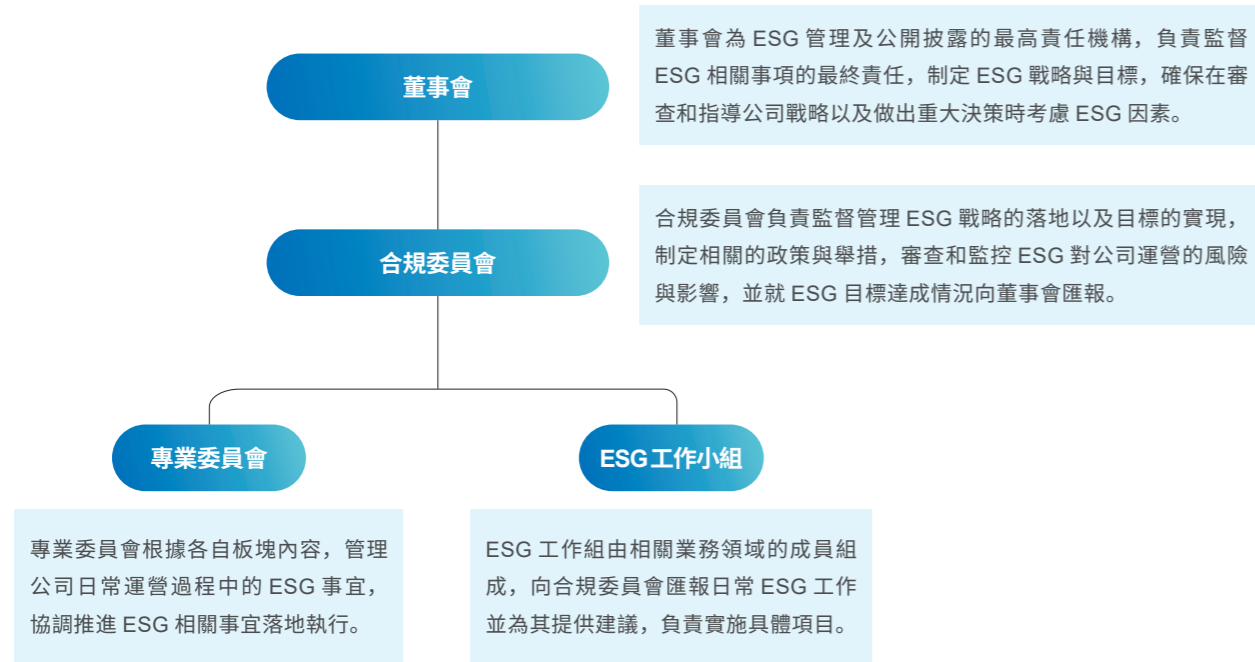 董事會
董事會為 ESG 管理及公開披露的最高責任機構，負責監督
ESG 相關事項的最終責任，制定 ESG 戰略與目標，確保在審
查和指導公司戰略以及做出重大決策時考慮 ESG 因素。
合規委員會
合規委員會負責監督管理 ESG 戰略的落地以及目標的實現，
制定相關的政策與舉措，審查和監控 ESG 對公司運營的風險
與影響，並就 ESG 目標達成情況向董事會匯報。
專業委員會
專業委員會根據各自板塊內容，管理
公司日常運營過程中的 ESG 事宜，
協調推進 ESG 相關事宜落地執行。
ESG工作小組
ESG 工作組由相關業務領域的成員組
成，向合規委員會匯報日常 ESG 工作
並為其提供建議，負責實施具體項目。